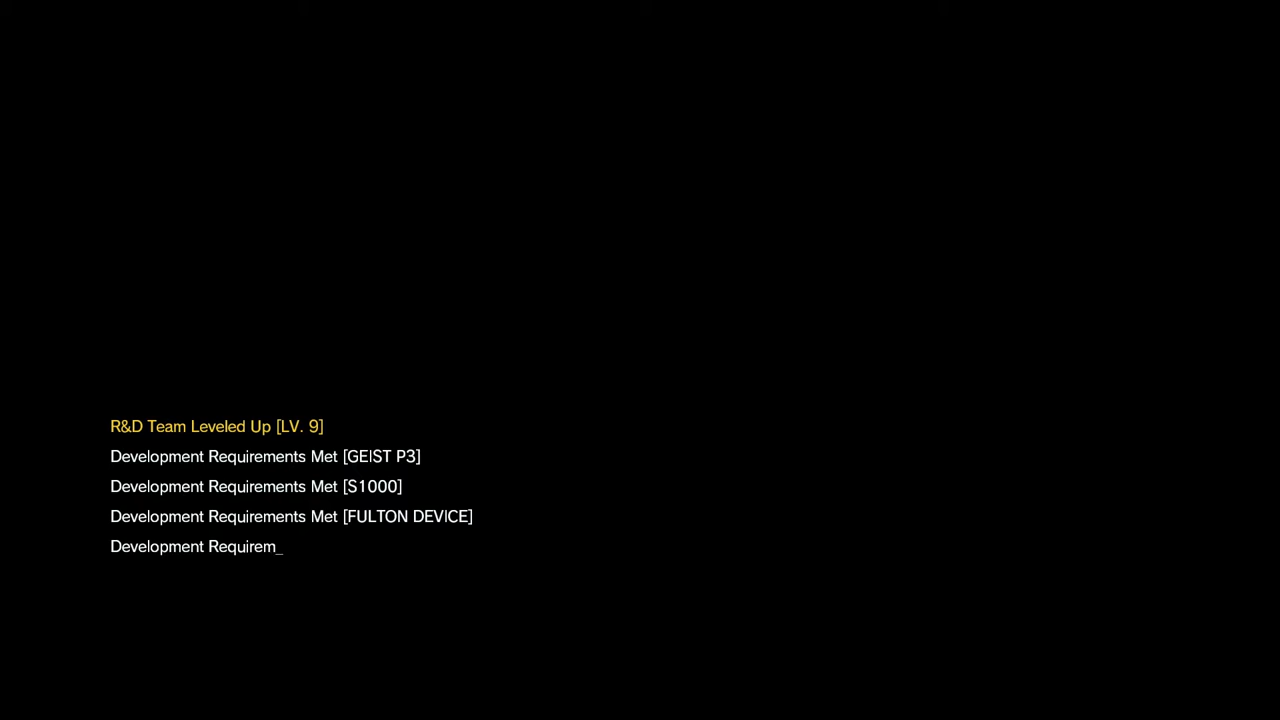 R&D Team Leveled Up [LV. 9]
Development Requirements Met [GEIST P3]
Development Requirements Met [S1000]
Development Requirements Met [FULTON DEVICE]
Development Requirem_